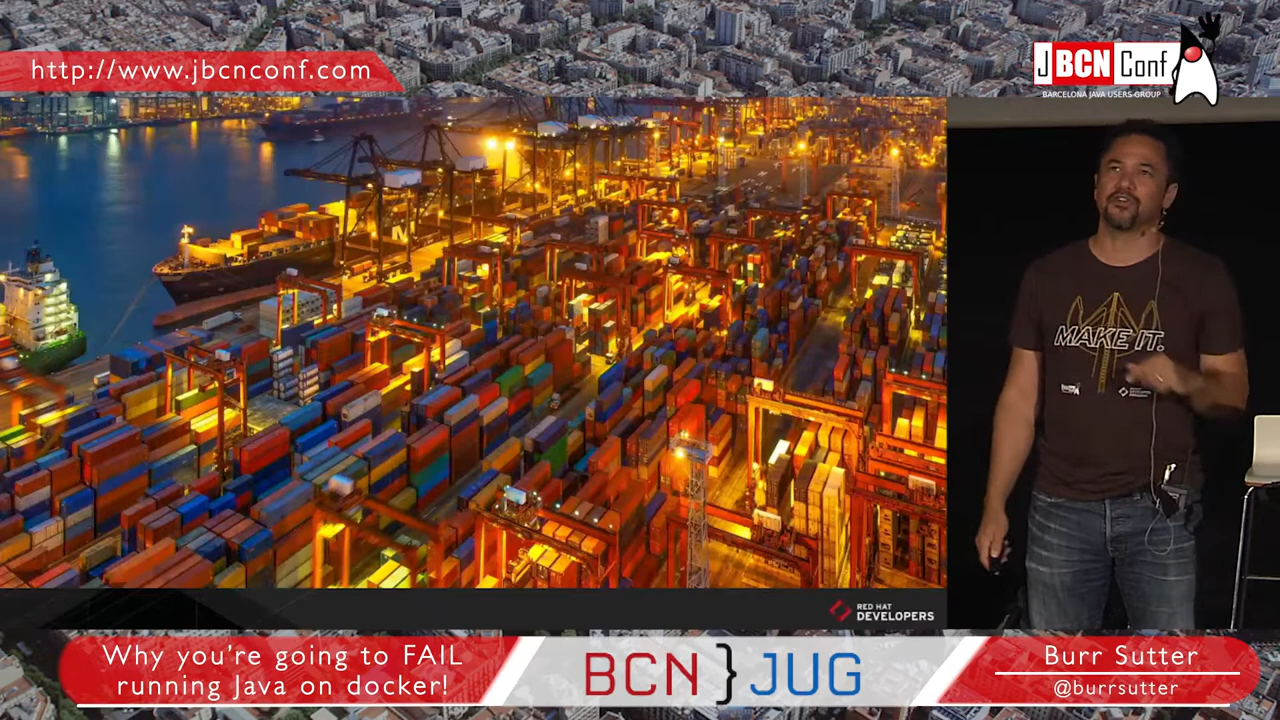 http://www.jbcnconf.com
JBCNConf
BARCELONA JAVA USERS GROUP
MAKE IT.
RED HAT
DEVELOPERS
Why you're going to FAIL
running Java on docker!
BCN}JUG
Burr Sutter
@burrsutter